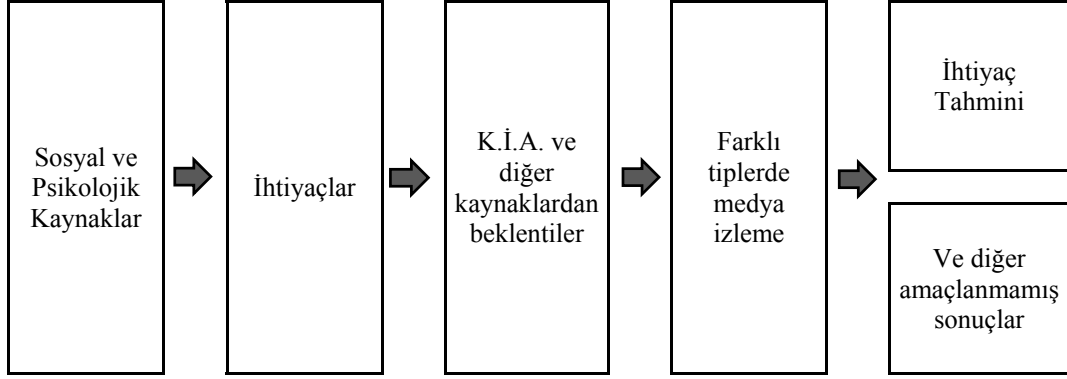 Sosyal ve
Psikolojik
Kaynaklar
İhtiyaçlar
K.İ.A. ve
diğer
kaynaklardan
beklentiler
Farklı
tiplerde
medya
izleme
İhtiyaç
Tahmini
Ve diğer
amaçlanmamış
sonuçlar